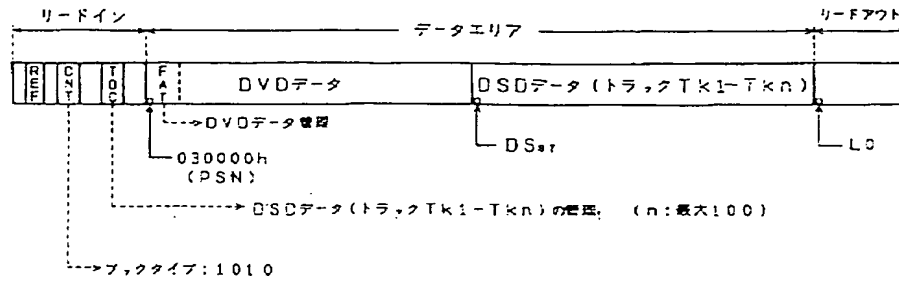 リードイン データエリア リードアウト
REF CNT TOC FAT DVDデータ DSDデータ(トラックTk1-Tkn)
DVDデータ管理
030000h
(PSN)
DSST
LO
DSDデータ(トラックTk1-Tkn)の管理 (n:最大100)
ブックタイプ:1010